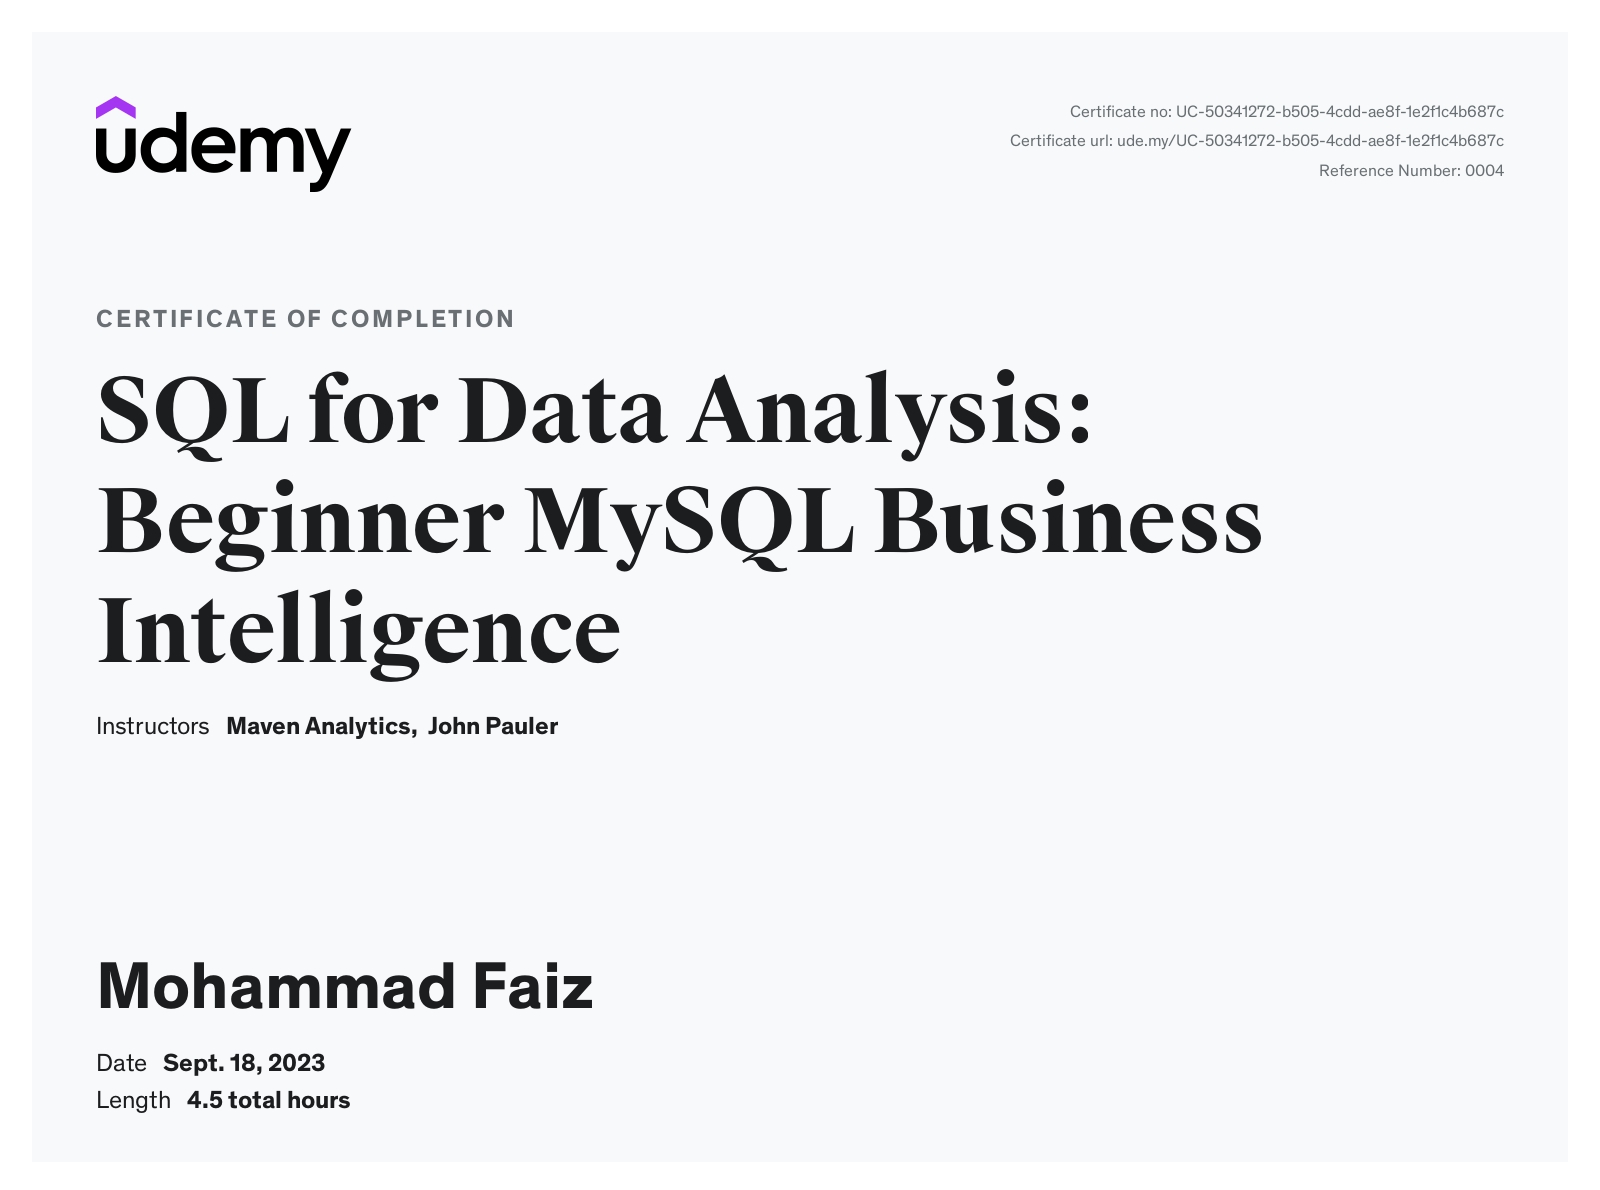 udemy
Certificate no: UC-50341272-b505-4cdd-ae8f-1e2f1c4b687c
Certificate url: ude.my/UC-50341272-b505-4cdd-ae8f-1e2f1c4b687c
Reference Number: 0004
CERTIFICATE OF COMPLETION
SQL for Data Analysis:
Beginner MySQL Business
Intelligence
Instructors Maven Analytics, John Pauler
Mohammad Faiz
Date Sept. 18, 2023
Length 4.5 total hours